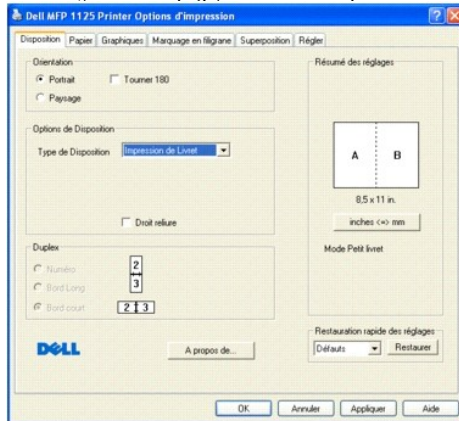 Dell MFP 1125 Printer Options d'impression
Disposition Papier Graphiques Marquage en filigrane Superposition Régler
Orientation
Portrait Tourner 180
Paysage
Options de Disposition
Type de Disposition Impression de Livret
Droit reliure
Duplex
Numéro
Bord Long
Bord court
2
3
2 3
DELL
A propos de...
Résumé des réglages
A B
8,5 x 11 in.
inches <=> mm
Mode Petit livret
Restauration rapide des réglages
Défauts Restaurer
OK Annuler Appliquer Aide